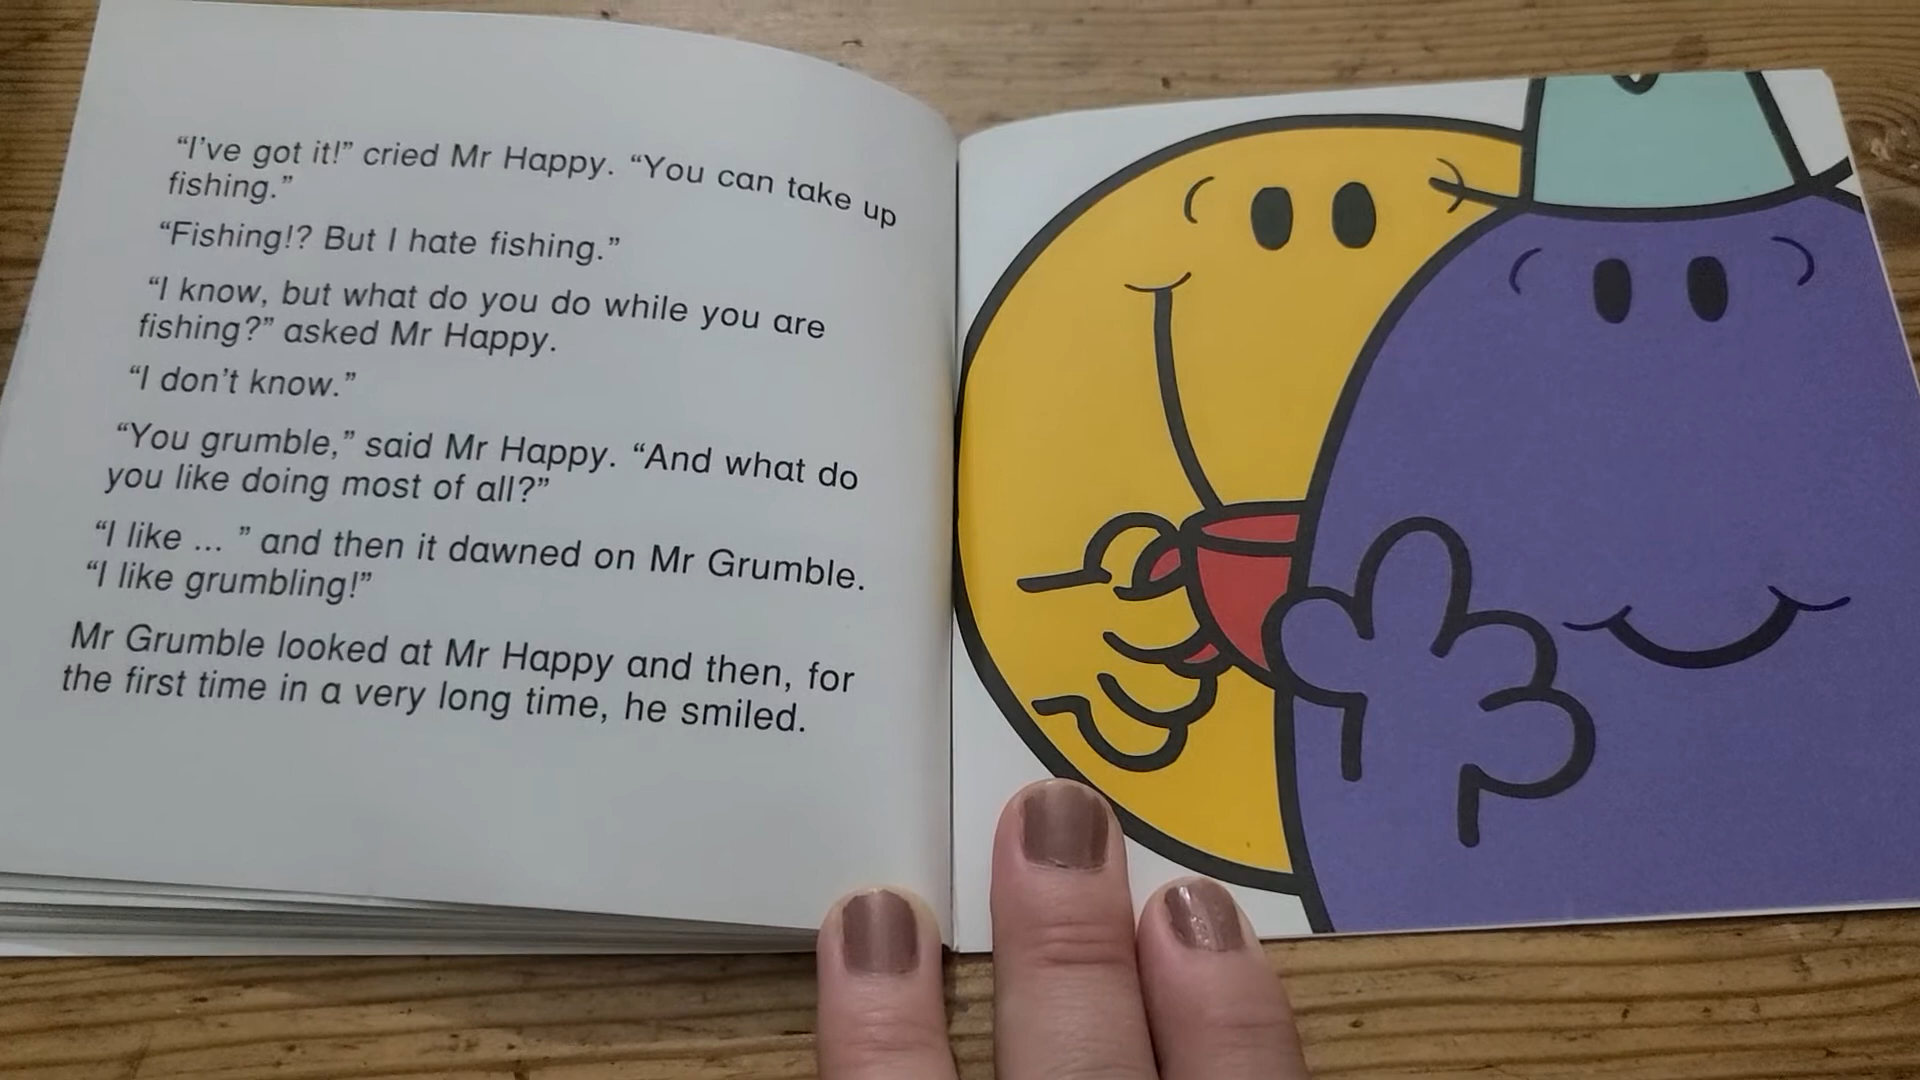 “I’ve got it!” cried Mr Happy. “You can take up
fishing.”
“Fishing!? But I hate fishing.”
“I know, but what do you do while you are
fishing?” asked Mr Happy.
“I don’t know.”
“You grumble,” said Mr Happy. “And what do
you like doing most of all?”
“I like ... ” and then it dawned on Mr Grumble.
“I like grumbling!”
Mr Grumble looked at Mr Happy and then, for
the first time in a very long time, he smiled.